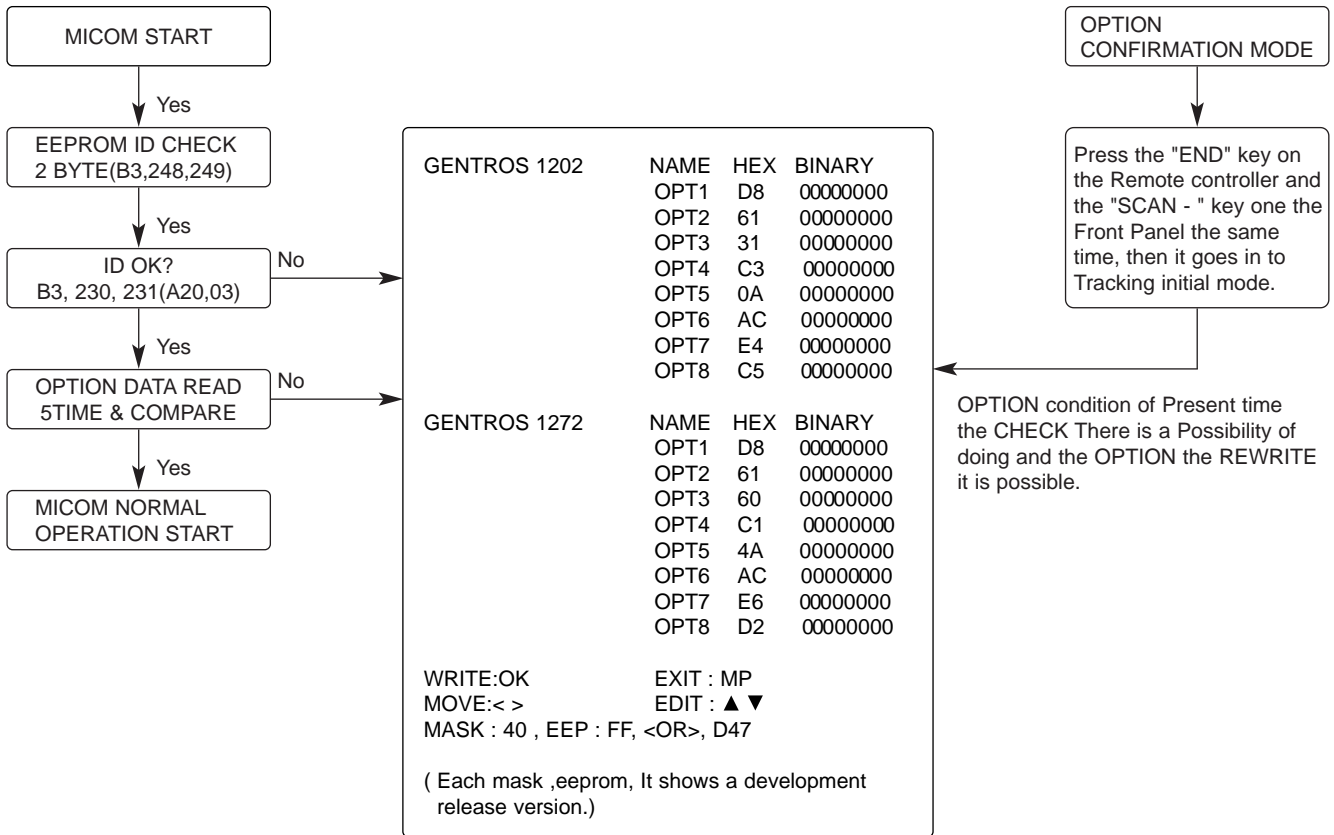 MICOM START
Yes
EEPROM ID CHECK
2 BYTE(B3,248,249)
Yes
ID OK?
B3, 230, 231(A20,03)
No
Yes
OPTION DATA READ
5TIME & COMPARE
No
Yes
MICOM NORMAL
OPERATION START
GENTROS 1202 NAME HEX BINARY
OPT1 D8 00000000
OPT2 61 00000000
OPT3 31 00000000
OPT4 C3 00000000
OPT5 0A 00000000
OPT6 AC 00000000
OPT7 E4 00000000
OPT8 C5 00000000
GENTROS 1272 NAME HEX BINARY
OPT1 D8 00000000
OPT2 61 00000000
OPT3 60 00000000
OPT4 C1 00000000
OPT5 4A 00000000
OPT6 AC 00000000
OPT7 E6 00000000
OPT8 D2 00000000
WRITE:OK EXIT : MP
MOVE:< > EDIT : ▲ ▼
MASK : 40 , EEP : FF, <OR>, D47
( Each mask ,eeprom, It shows a development
release version.)
OPTION
CONFIRMATION MODE
Press the "END" key on
the Remote controller and
the "SCAN - " key one the
Front Panel the same
time, then it goes in to
Tracking initial mode.
OPTION condition of Present time
the CHECK There is a Possibility of
doing and the OPTION the REWRITE
it is possible.